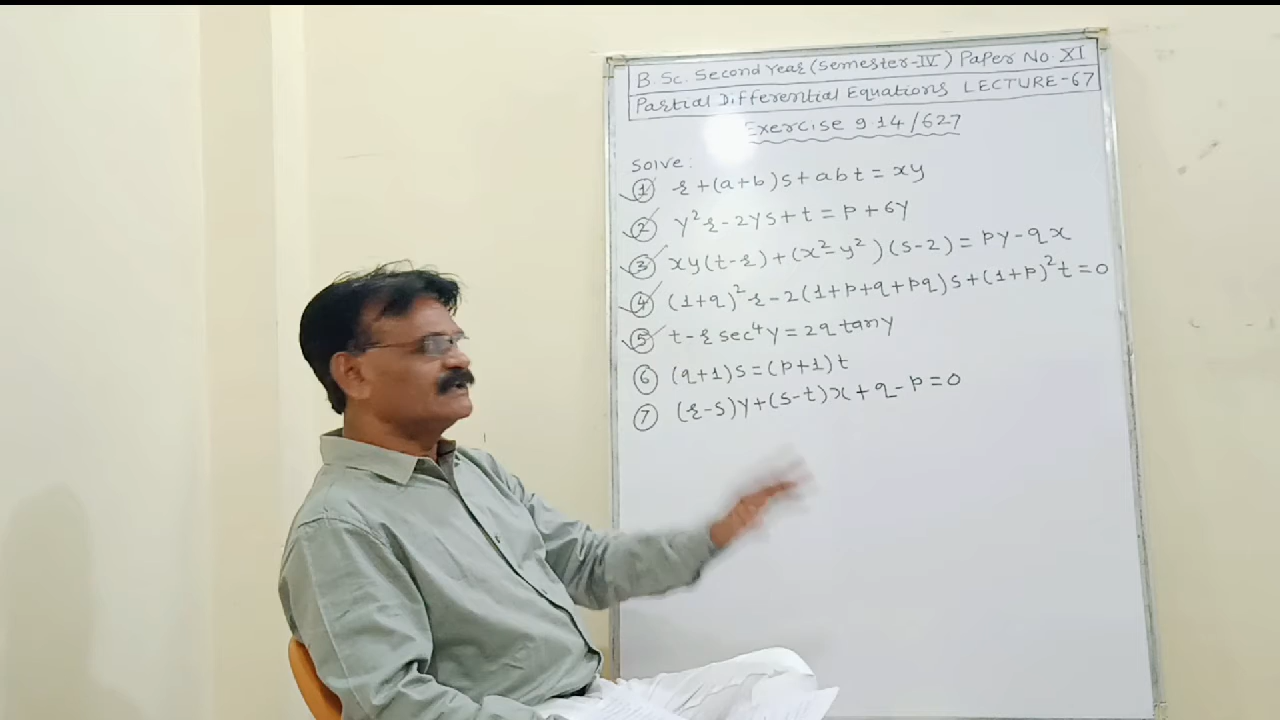 B.Sc. Second Year (Semester-IV) Paper No. XI
Partial Differential Equations LECTURE-67
Exercise 9.14/627
Solve:
① r+(a+b)s+abt=xy
② y²r-2ys+t=p+6y
③ xy(t-r)+(x²-y²)(s-2)=py-qx
④ (1+q)²r-2(1+p+q+pq)s+(1+p)²t=0
⑤ t-r sec⁴y=2q tany
⑥ (q+1)s=(p+1)t
⑦ (r-s)y+(s-t)x+q-p=0